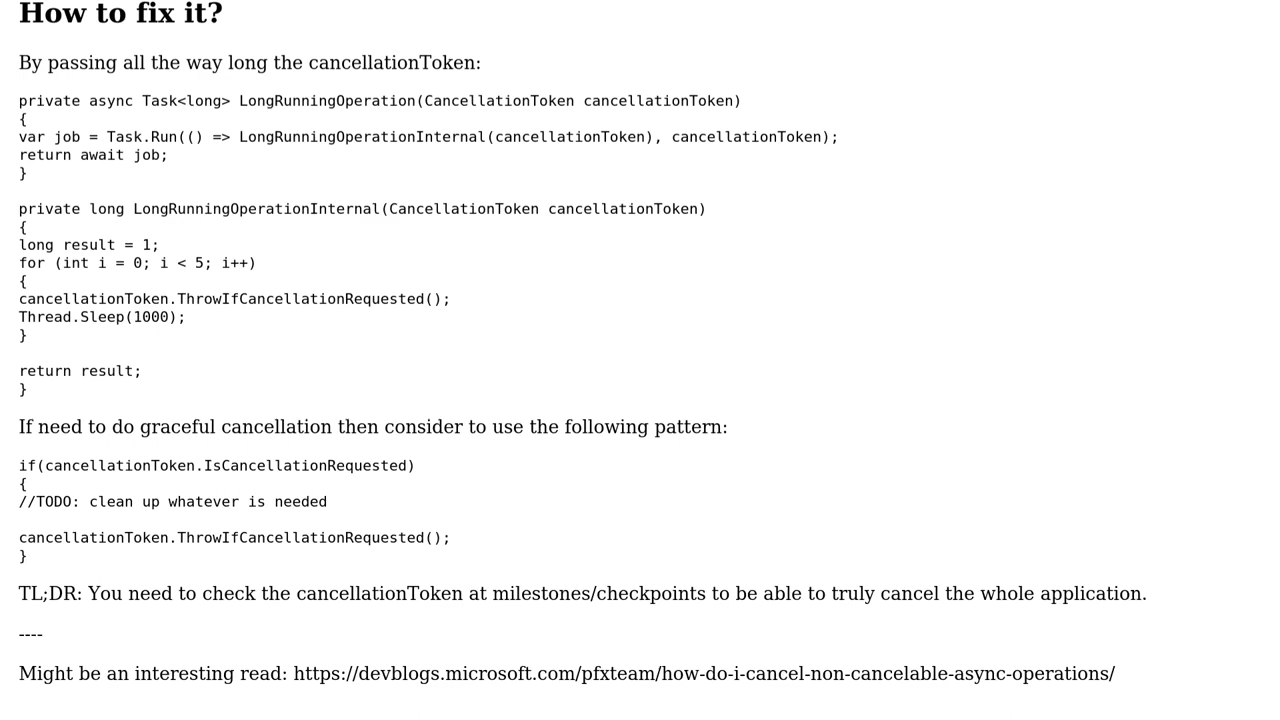 How to fix it?
By passing all the way long the cancellationToken:
private async Task<long> LongRunningOperation(CancellationToken cancellationToken)
{
var job = Task.Run(() => LongRunningOperationInternal(cancellationToken), cancellationToken);
return await job;
}
private long LongRunningOperationInternal(CancellationToken cancellationToken)
{
long result = 1;
for (int i = 0; i < 5; i++)
{
cancellationToken.ThrowIfCancellationRequested();
Thread.Sleep(1000);
}
return result;
}
If need to do graceful cancellation then consider to use the following pattern:
if(cancellationToken.IsCancellationRequested)
{
//TODO: clean up whatever is needed
cancellationToken.ThrowIfCancellationRequested();
}
TL;DR: You need to check the cancellationToken at milestones/checkpoints to be able to truly cancel the whole application.
----
Might be an interesting read: https://devblogs.microsoft.com/pfxteam/how-do-i-cancel-non-cancelable-async-operations/